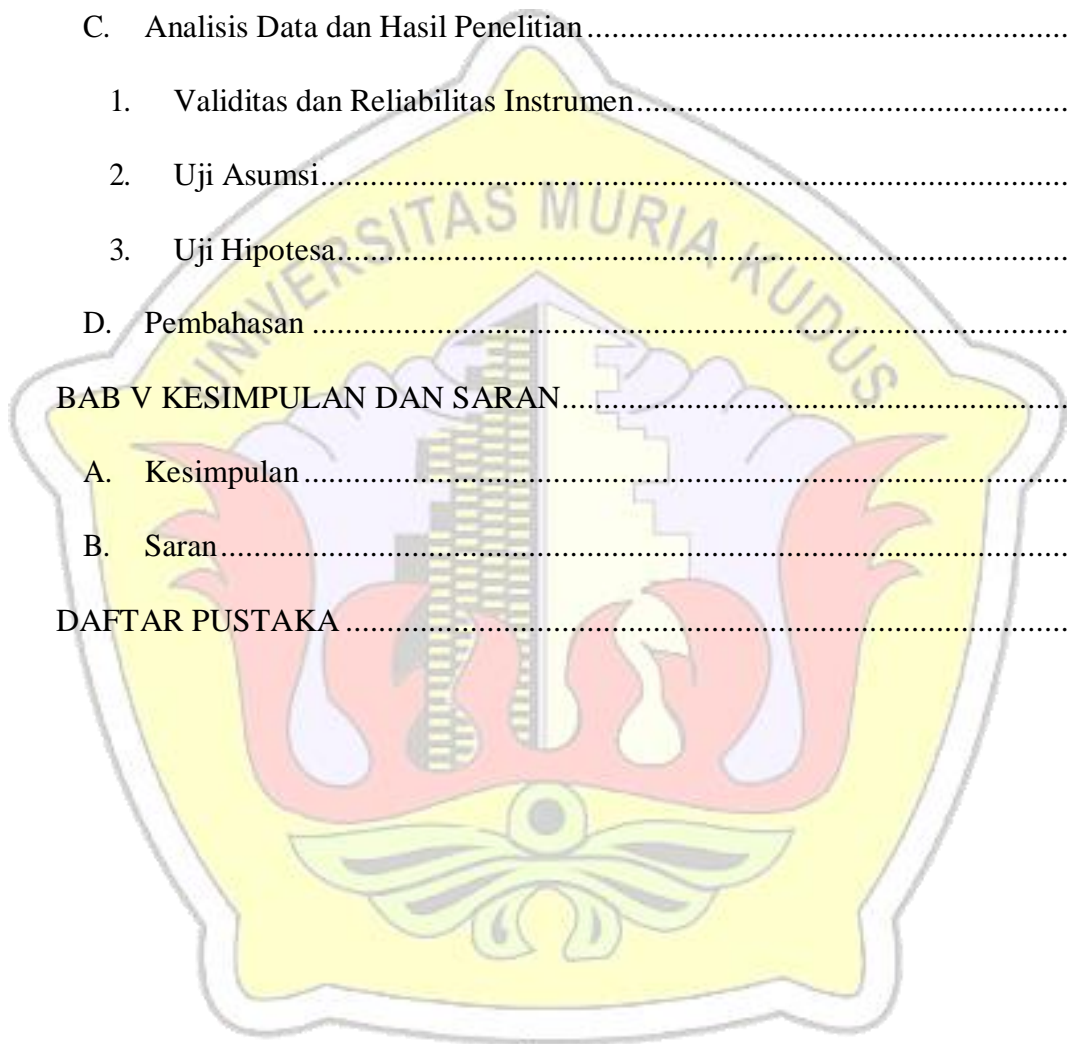 C. Analisis Data dan Hasil Penelitian ........................................................
1. Validitas dan Reliabilitas Instrumen ..................................................
2. Uji Asumsi ........................................................................................
3. Uji Hipotesa ......................................................................................
D. Pembahasan ..........................................................................................
BAB V KESIMPULAN DAN SARAN ............................................................
A. Kesimpulan ...........................................................................................
B. Saran .....................................................................................................
DAFTAR PUSTAKA ......................................................................................
UNIVERSITAS MURIA KUDUS